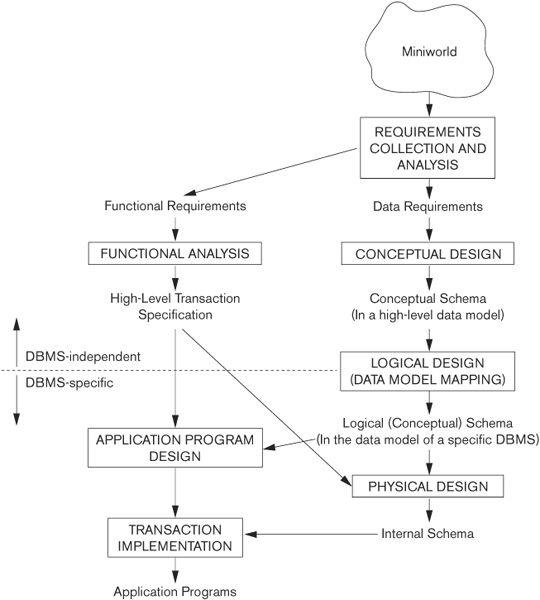 Miniworld
REQUIREMENTS
COLLECTION AND
ANALYSIS
Functional Requirements
Data Requirements
FUNCTIONAL ANALYSIS
CONCEPTUAL DESIGN
High-Level Transaction
Specification
Conceptual Schema
(In a high-level data model)
DBMS-independent
DBMS-specific
LOGICAL DESIGN
(DATA MODEL MAPPING)
Logical (Conceptual) Schema
(In the data model of a specific DBMS)
APPLICATION PROGRAM
DESIGN
PHYSICAL DESIGN
Internal Schema
TRANSACTION
IMPLEMENTATION
Application Programs